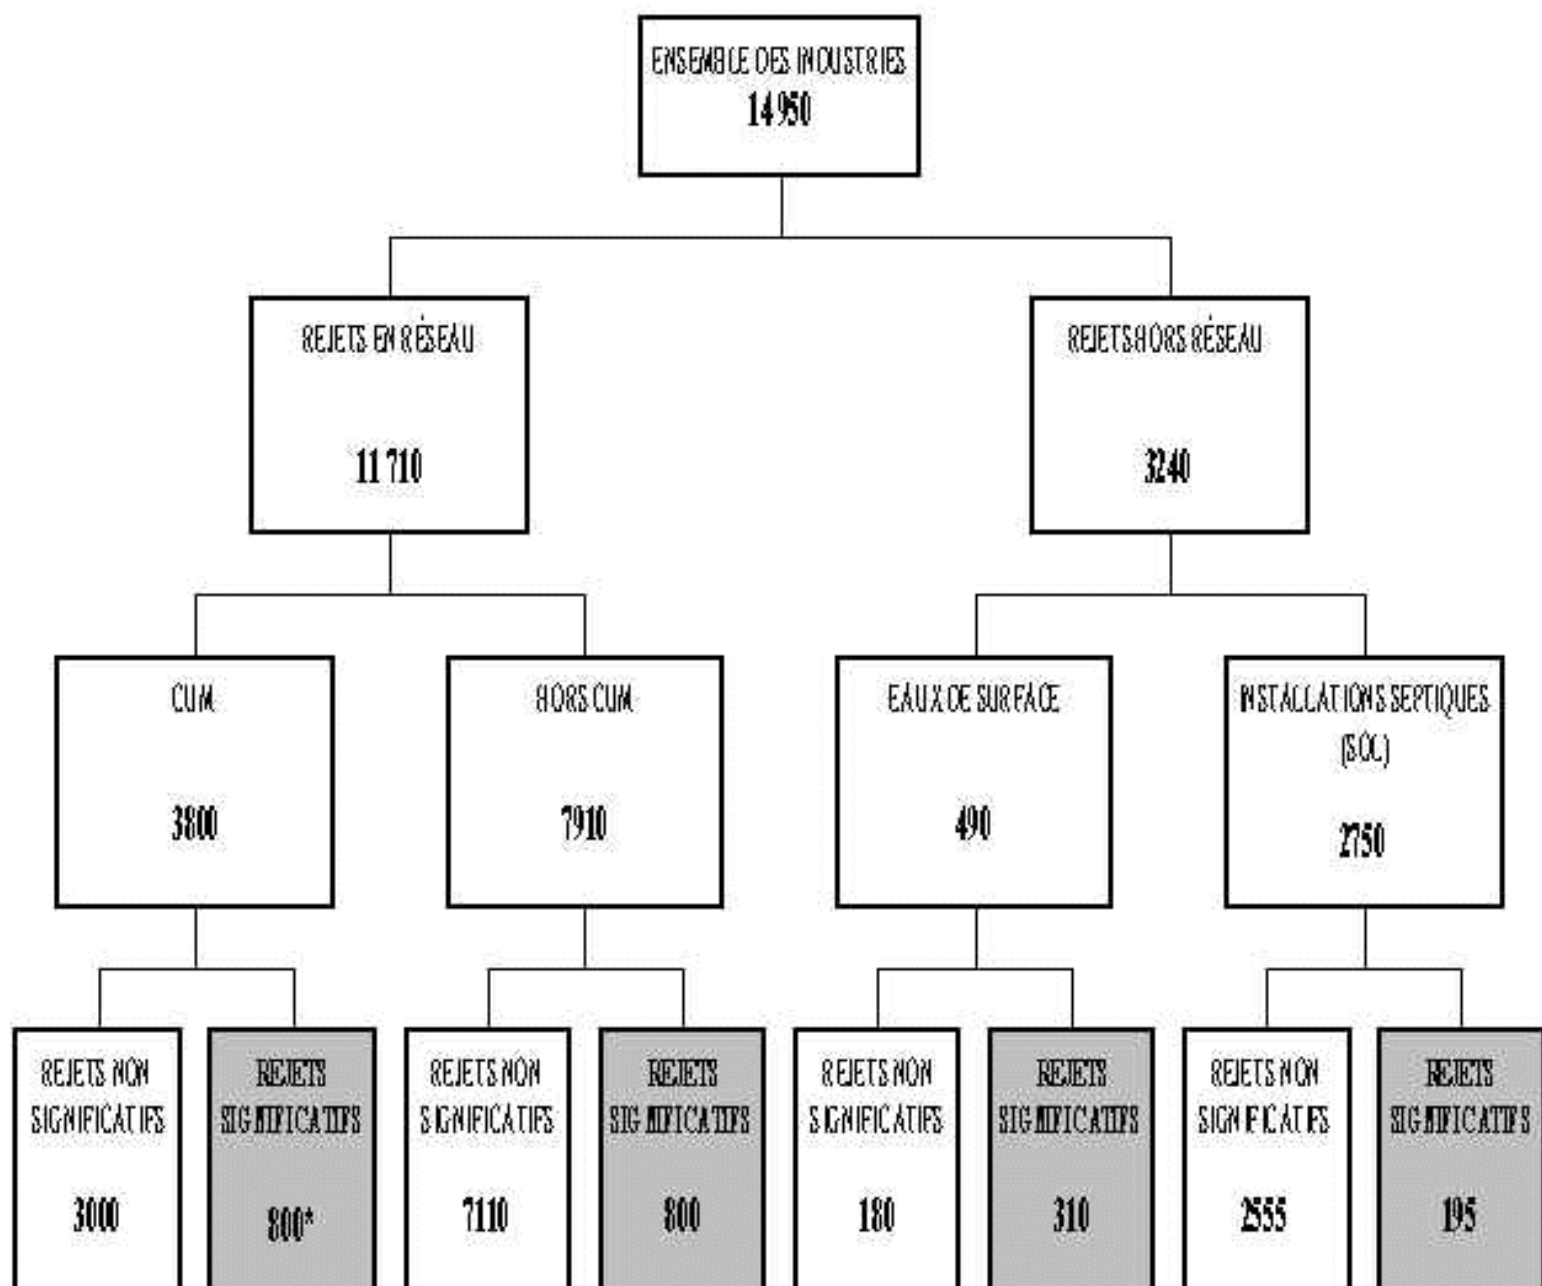 ENSEMBLE DES INDUSTRIES
14 950
REJETS EN RÉSEAU
11 710
REJETS HORS RÉSEAU
3240
CUM
3800
HORS CUM
7910
EAUX DE SURFACE
490
INSTALLATIONS SEPTIQUES
(SOL)
2750
REJETS NON
SIGNIFICATIFS
3000
REJETS
SIGNIFICATIFS
800*
REJETS NON
SIGNIFICATIFS
7110
REJETS
SIGNIFICATIFS
800
REJETS NON
SIGNIFICATIFS
180
REJETS
SIGNIFICATIFS
310
REJETS NON
SIGNIFICATIFS
2555
REJETS
SIGNIFICATIFS
195